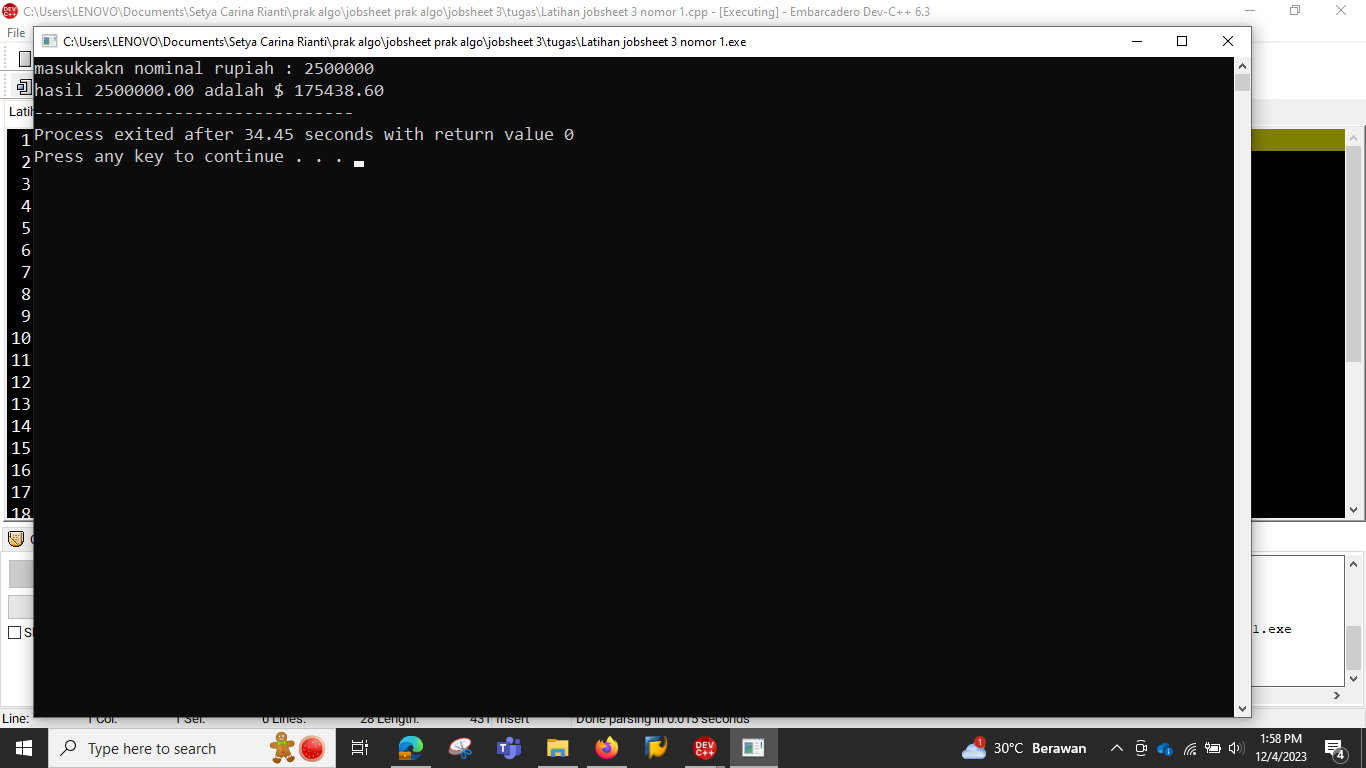 C:\Users\LENOVO\Documents\Setya Carina Rianti\prak algo\jobsheet prak algo\jobsheet 3\tugas\Latihan jobsheet 3 nomor 1.cpp - [Executing] - Embarcadero Dev-C++ 6.3
File
C:\Users\LENOVO\Documents\Setya Carina Rianti\prak algo\jobsheet prak algo\jobsheet 3\tugas\Latihan jobsheet 3 nomor 1.exe
masukkakn nominal rupiah : 2500000
hasil 2500000.00 adalah $ 175438.60
--------------------------------
Process exited after 34.45 seconds with return value 0
Press any key to continue . . .
1
2
3
4
5
6
7
8
9
10
11
12
13
14
15
16
17
18
1.exe
Line: 1 Col: 1 Sel: 0 Lines: 28 Length: 431 Insert Done parsing in 0.015 seconds
Type here to search
DEV C++
1
30°C Berawan
1:58 PM
12/4/2023
4